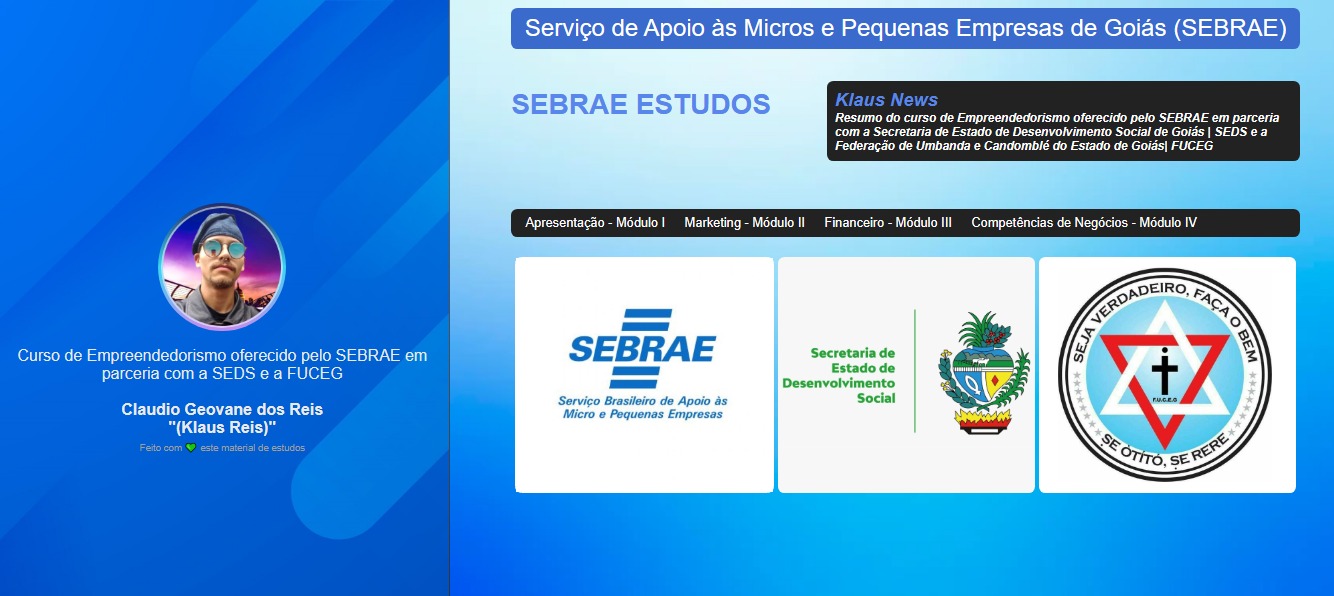 Serviço de Apoio às Micros e Pequenas Empresas de Goiás (SEBRAE)
SEBRAE ESTUDOS
Klaus News
Resumo do curso de Empreendedorismo oferecido pelo SEBRAE em parceria
com a Secretaria de Estado de Desenvolvimento Social de Goiás | SEDS e a
Federação de Umbanda e Candomblé do Estado de Goiás| FUCEG
Apresentação - Módulo I
Marketing - Módulo II
Financeiro - Módulo III
Competências de Negócios - Módulo IV
Curso de Empreendedorismo oferecido pelo SEBRAE em
parceria com a SEDS e a FUCEG
Claudio Geovane dos Reis
"(Klaus Reis)"
Feito com 💚 este material de estudos
SEBRAE
Serviço Brasileiro de Apoio às
Micro e Pequenas Empresas
Secretaria de
Estado de
Desenvolvimento
Social
SEJA VERDADEIRO, FAÇA O BEM
F.U.C.E.G
ṢE ÒTÍTỌ́, ṢE RERE